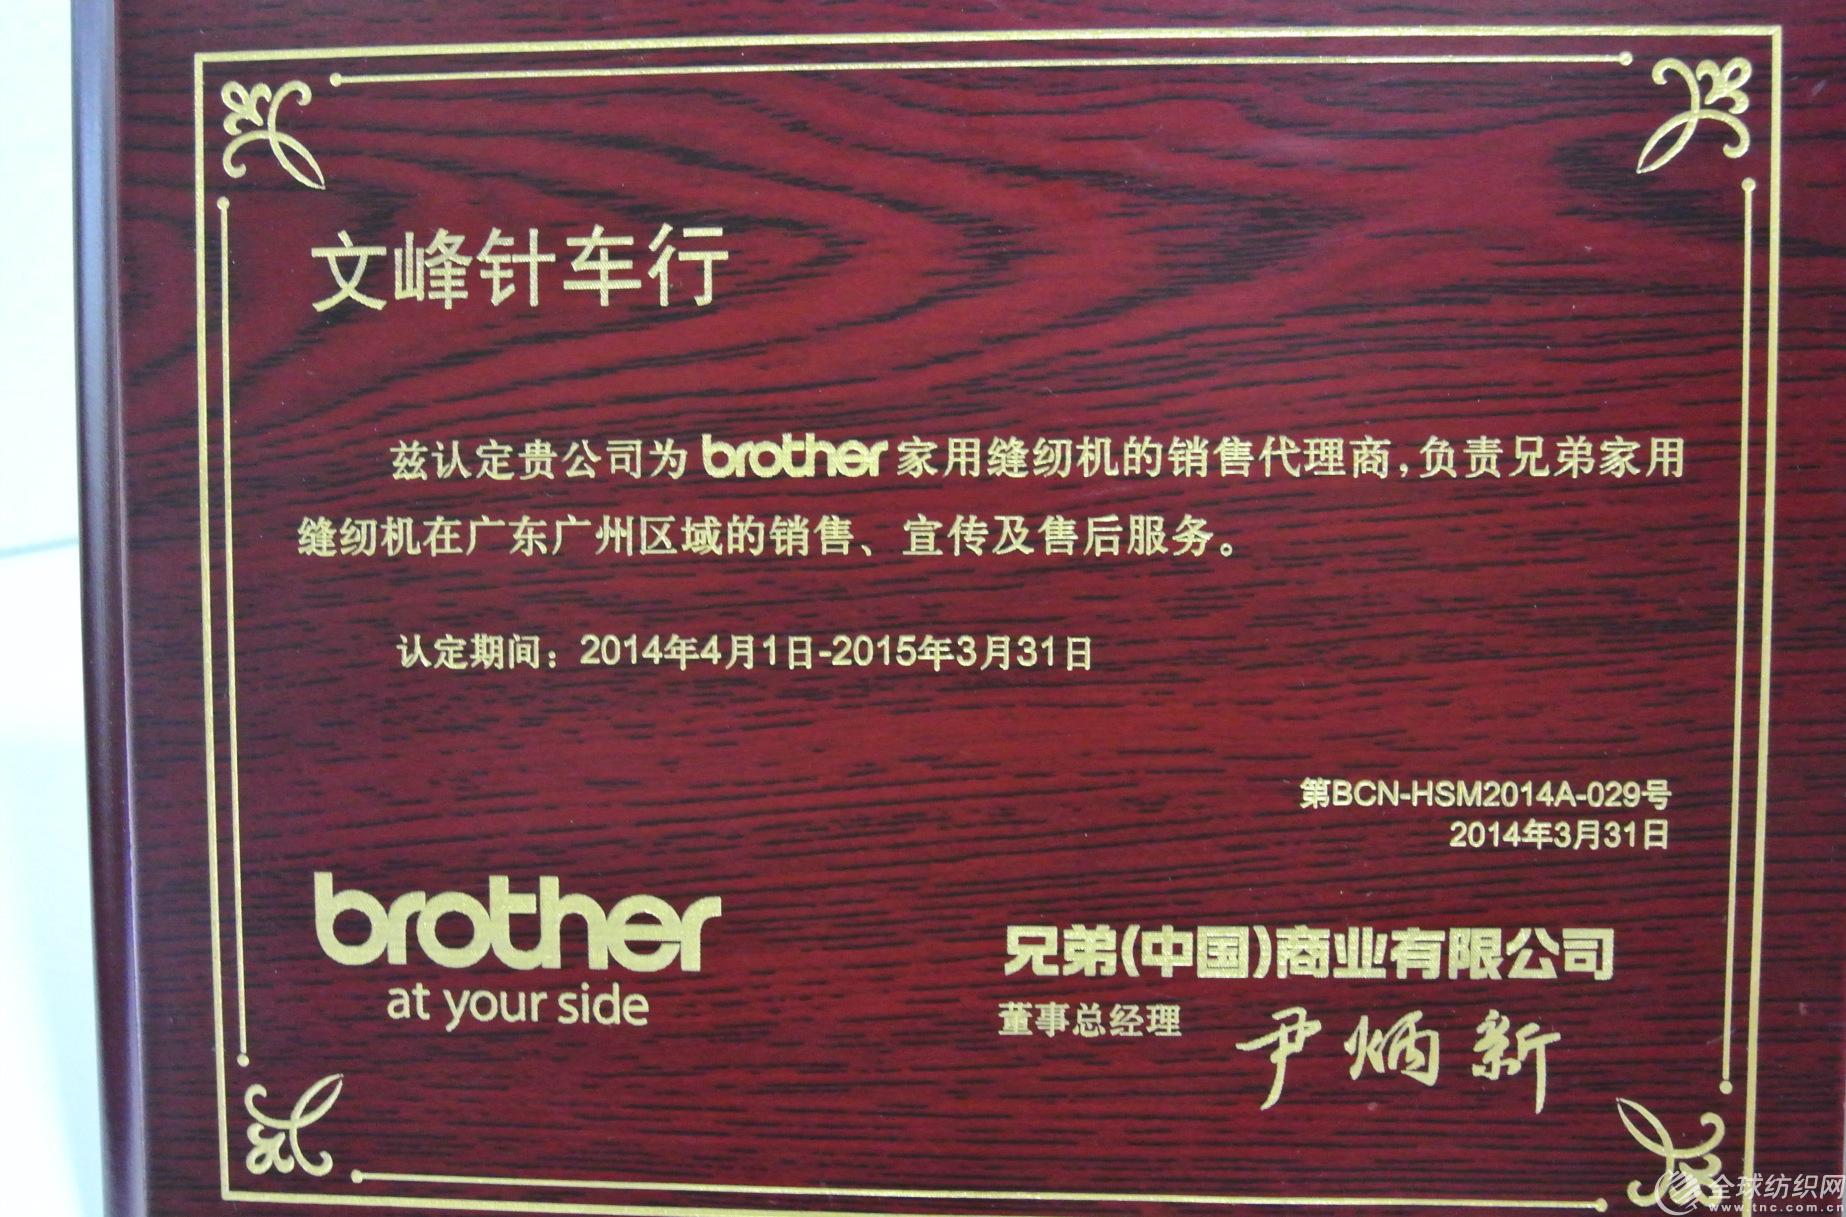 文峰针车行
兹认定贵公司为brother家用缝纫机的销售代理商,负责兄弟家用
缝纫机在广东广州区域的销售、宣传及售后服务。
认定期间：2014年4月1日-2015年3月31日
第BCN-HSM2014A-029号
2014年3月31日
brother
at your side
兄弟(中国)商业有限公司
董事总经理 尹炳新
全球纺织网
www.tnc.com.cn